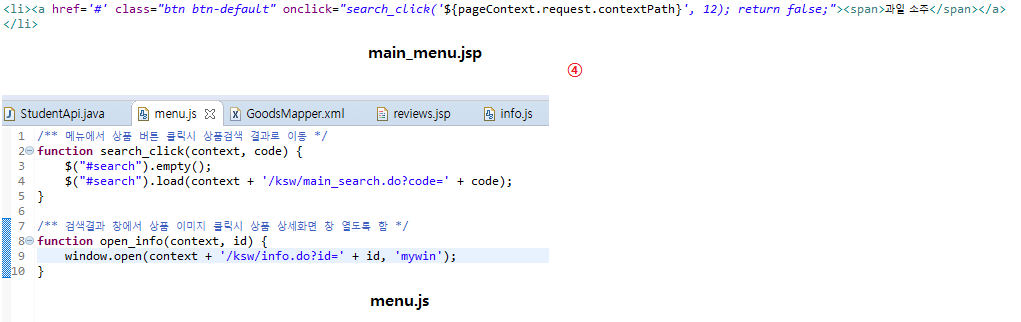 <li><a href='#' class="btn btn-default" onclick="search_click('${pageContext.request.contextPath}', 12); return false;"><span>과일 소주</span></a>
</li>
main_menu.jsp
④
StudentApi.java menu.js GoodsMapper.xml reviews.jsp info.js
1 /** 메뉴에서 상품 버튼 클릭시 상품검색 결과로 이동 */
2 function search_click(context, code) {
3 $("#search").empty();
4 $("#search").load(context + '/ksw/main_search.do?code=' + code);
5 }
6
7 /** 검색결과 창에서 상품 이미지 클릭시 상품 상세화면 창 열도록 함 */
8 function open_info(context, id) {
9 window.open(context + '/ksw/info.do?id=' + id, 'mywin');
10 }
menu.js